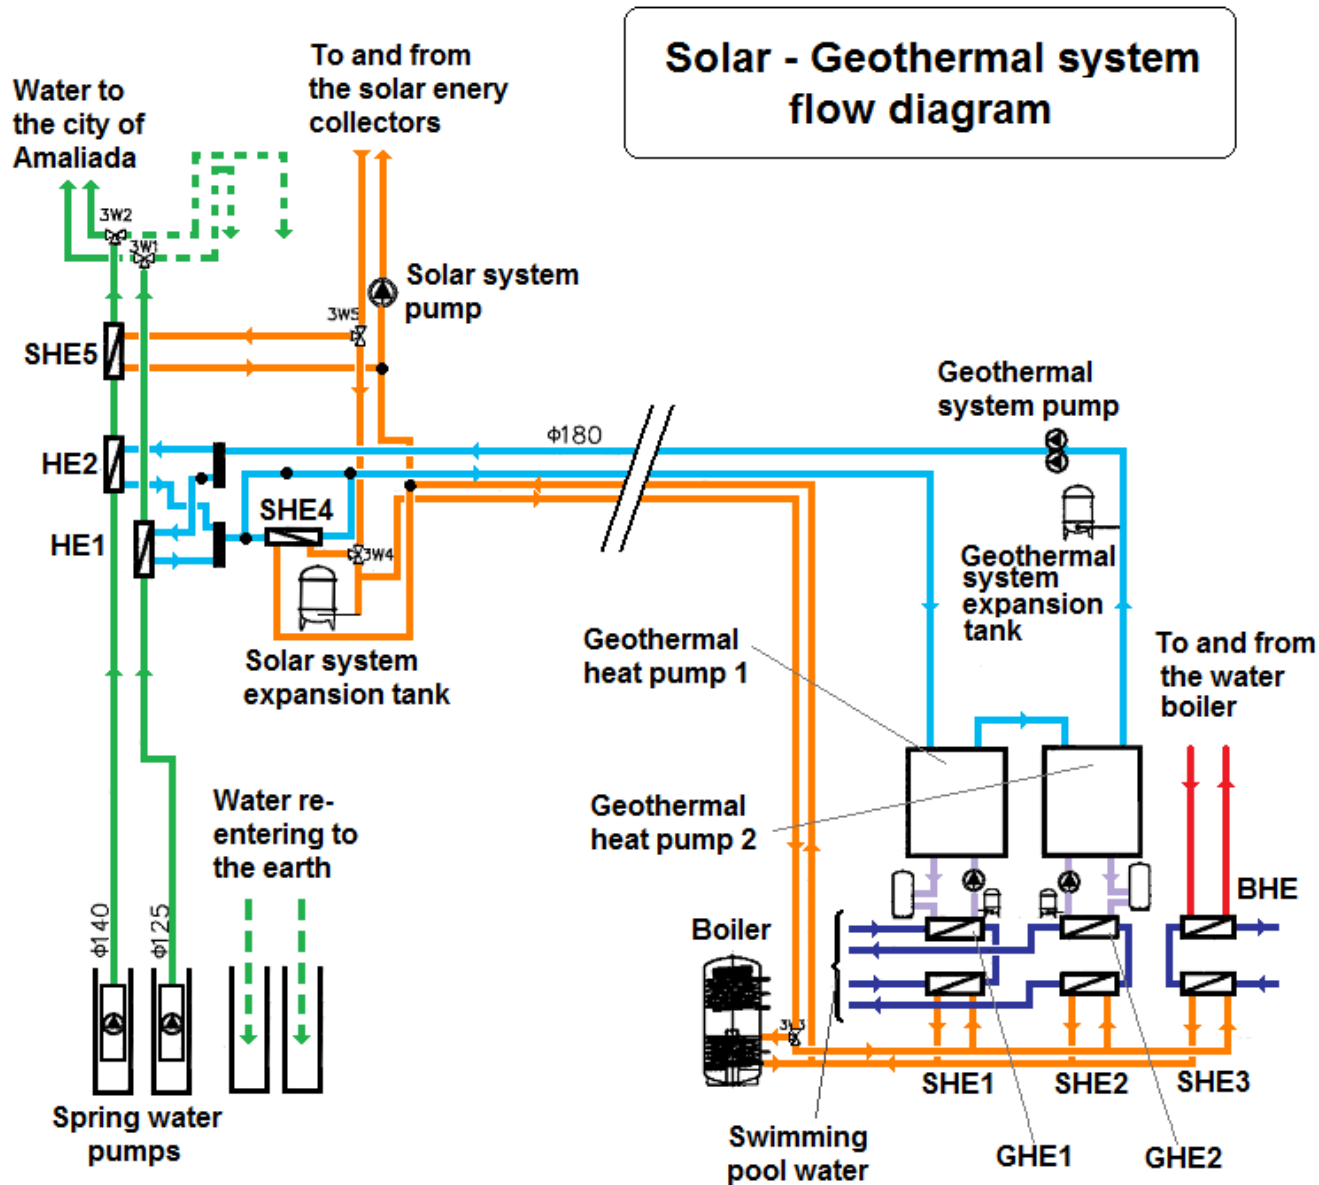 Solar - Geothermal system
flow diagram
To and from
the solar enery
collectors
Water to
the city of
Amaliada
3W2
3W1
Solar system
pump
3W5
SHE5
Geothermal
system pump
HE2
Φ180
SHE4
HE1
3W4
Geothermal
system
expansion
tank
Solar system
expansion tank
Geothermal
heat pump 1
To and from
the water
boiler
Water re-
entering to
the earth
Geothermal
heat pump 2
BHE
Φ140
Φ125
Boiler
3W3
SHE1
SHE2
SHE3
Spring water
pumps
Swimming
pool water
GHE1
GHE2